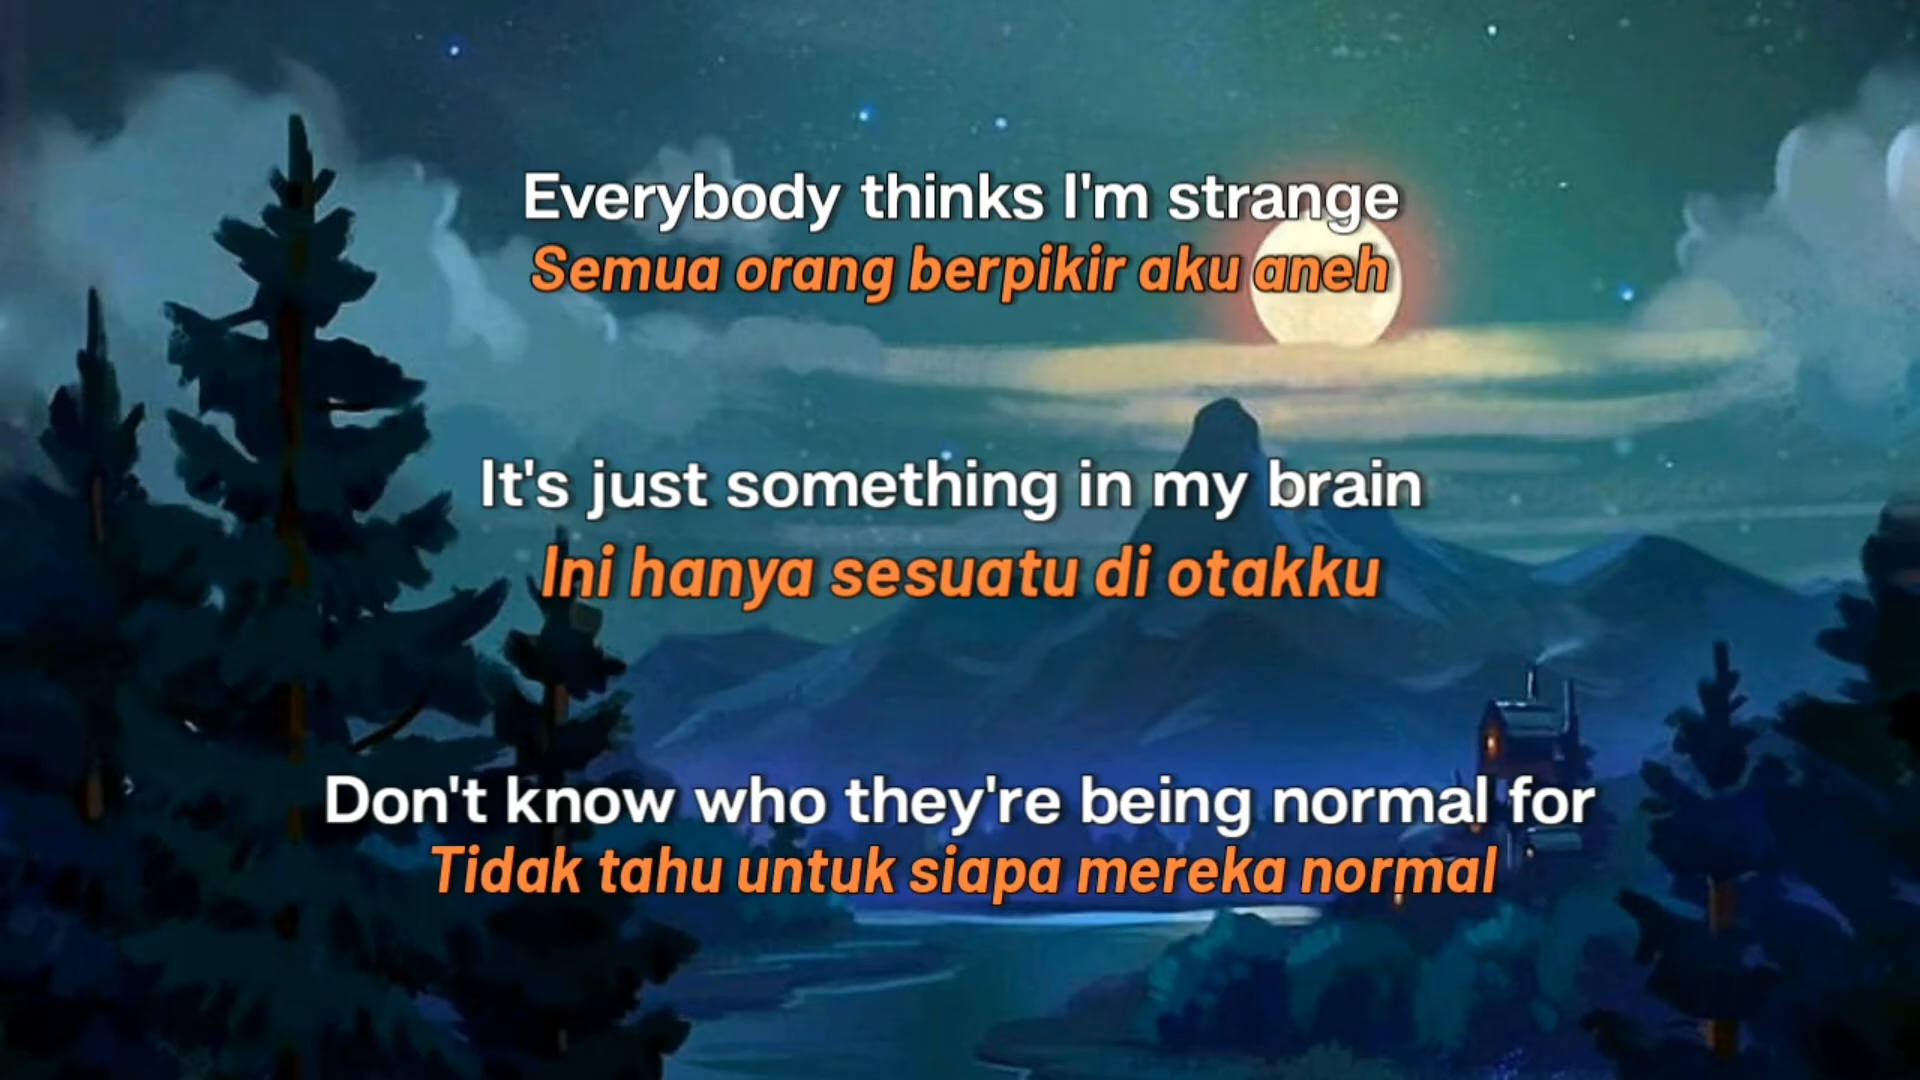 Everybody thinks I'm strange
Semua orang berpikir aku aneh
It's just something in my brain
Ini hanya sesuatu di otakku
Don't know who they're being normal for
Tidak tahu untuk siapa mereka normal